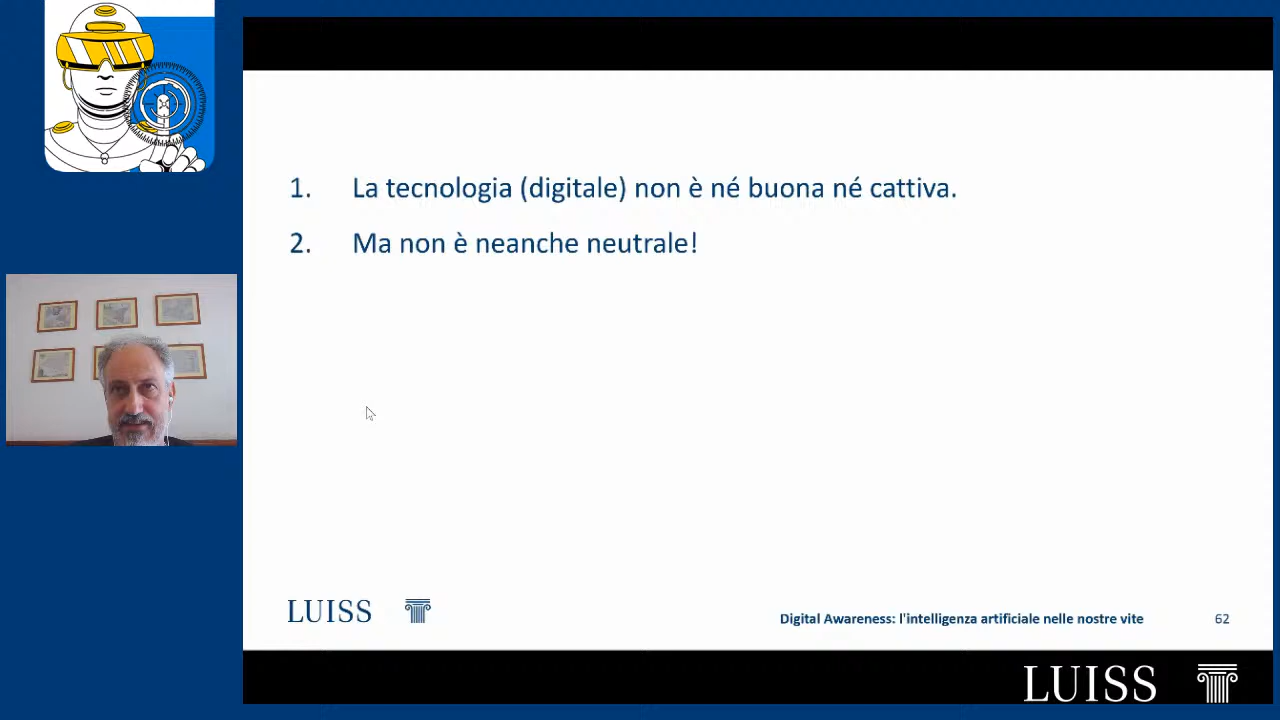 1. La tecnologia (digitale) non è né buona né cattiva.
2. Ma non è neanche neutrale!
LUISS
Digital Awareness: l'intelligenza artificiale nelle nostre vite 62
LUISS